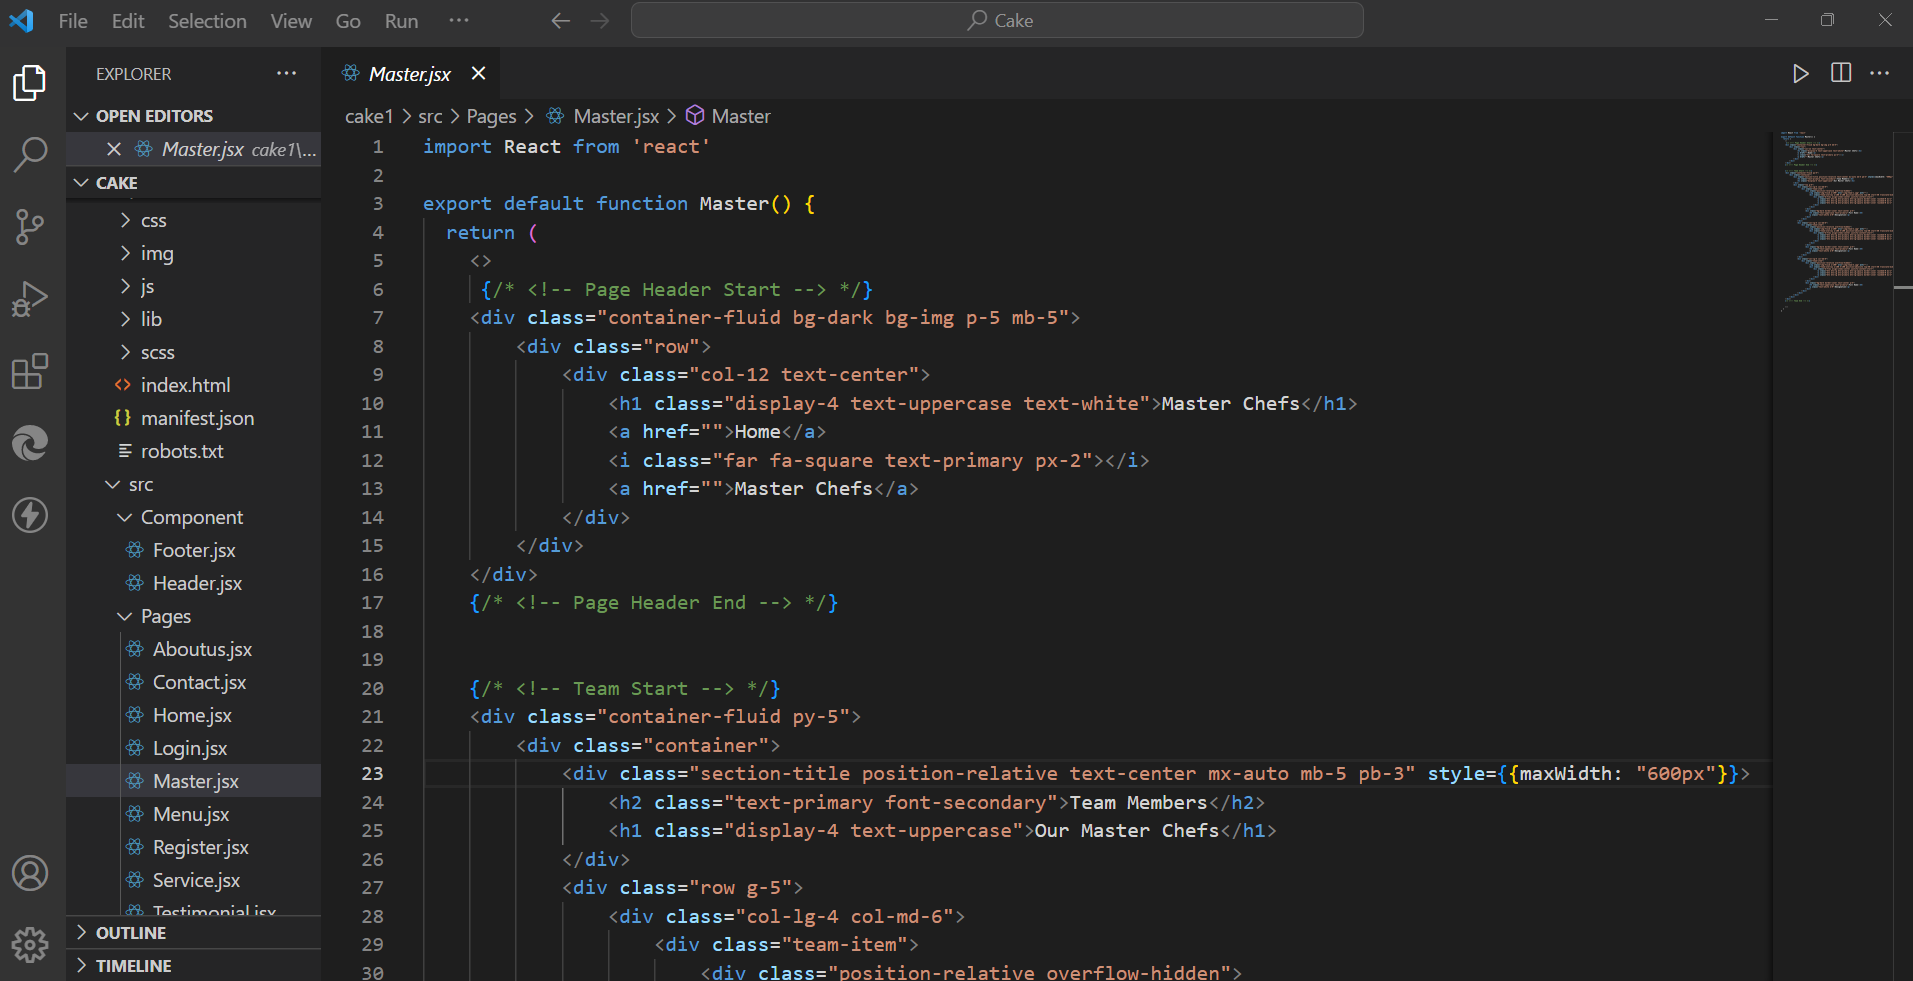 File Edit Selection View Go Run ···
Cake
EXPLORER ···
OPEN EDITORS
Master.jsx cake1\...
CAKE
css
img
js
lib
scss
index.html
manifest.json
robots.txt
src
Component
Footer.jsx
Header.jsx
Pages
Aboutus.jsx
Contact.jsx
Home.jsx
Login.jsx
Master.jsx
Menu.jsx
Register.jsx
Service.jsx
Testimonial.jsx
OUTLINE
TIMELINE
Master.jsx
cake1 > src > Pages > Master.jsx > Master
1 import React from 'react'
2
3 export default function Master() {
4 return (
5 <>
6 {/* <!-- Page Header Start --> */}
7 <div class="container-fluid bg-dark bg-img p-5 mb-5">
8 <div class="row">
9 <div class="col-12 text-center">
10 <h1 class="display-4 text-uppercase text-white">Master Chefs</h1>
11 <a href="">Home</a>
12 <i class="far fa-square text-primary px-2"></i>
13 <a href="">Master Chefs</a>
14 </div>
15 </div>
16 </div>
17 {/* <!-- Page Header End --> */}
18
19
20 {/* <!-- Team Start --> */}
21 <div class="container-fluid py-5">
22 <div class="container">
23 <div class="section-title position-relative text-center mx-auto mb-5 pb-3" style={{maxWidth: "600px"}}>
24 <h2 class="text-primary font-secondary">Team Members</h2>
25 <h1 class="display-4 text-uppercase">Our Master Chefs</h1>
26 </div>
27 <div class="row g-5">
28 <div class="col-lg-4 col-md-6">
29 <div class="team-item">
30 <div class="position-relative overflow-hidden">